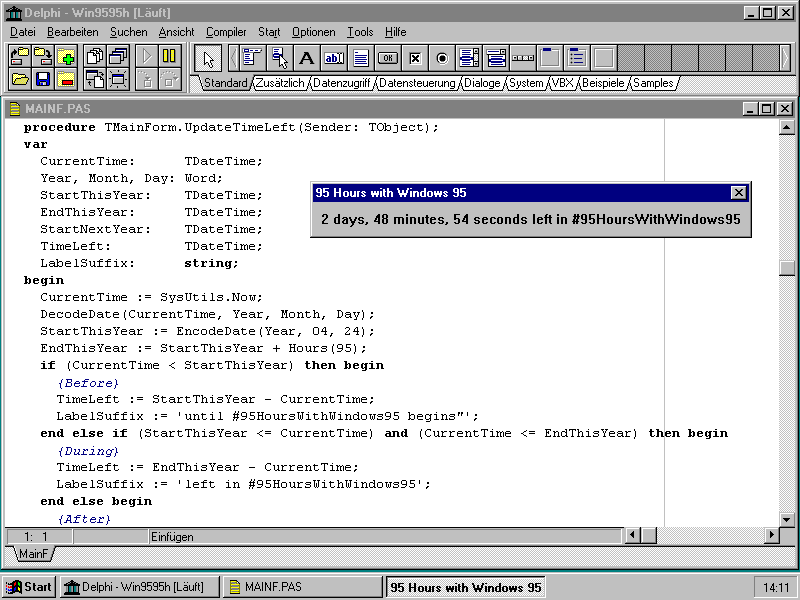 Delphi - Win9595h [Läuft]
Datei Bearbeiten Suchen Ansicht Compiler Start Optionen Tools Hilfe
A ab OK
Standard Zusätzlich Datenzugriff Datensteuerung Dialoge System VBX Beispiele Samples
MAINF.PAS
procedure TMainForm.UpdateTimeLeft(Sender: TObject);
var
CurrentTime: TDateTime;
Year, Month, Day: Word;
StartThisYear: TDateTime;
EndThisYear: TDateTime;
StartNextYear: TDateTime;
TimeLeft: TDateTime;
LabelSuffix: string;
95 Hours with Windows 95
2 days, 48 minutes, 54 seconds left in #95HoursWithWindows95
begin
CurrentTime := SysUtils.Now;
DecodeDate(CurrentTime, Year, Month, Day);
StartThisYear := EncodeDate(Year, 04, 24);
EndThisYear := StartThisYear + Hours(95);
if (CurrentTime < StartThisYear) then begin
{Before}
TimeLeft := StartThisYear - CurrentTime;
LabelSuffix := 'until #95HoursWithWindows95 begins"';
end else if (StartThisYear <= CurrentTime) and (CurrentTime <= EndThisYear) then begin
{During}
TimeLeft := EndThisYear - CurrentTime;
LabelSuffix := 'left in #95HoursWithWindows95';
end else begin
{After}
1: 1 Einfügen
MainF
Start Delphi - Win9595h [Läuft] MAINF.PAS 95 Hours with Windows 95 14:11